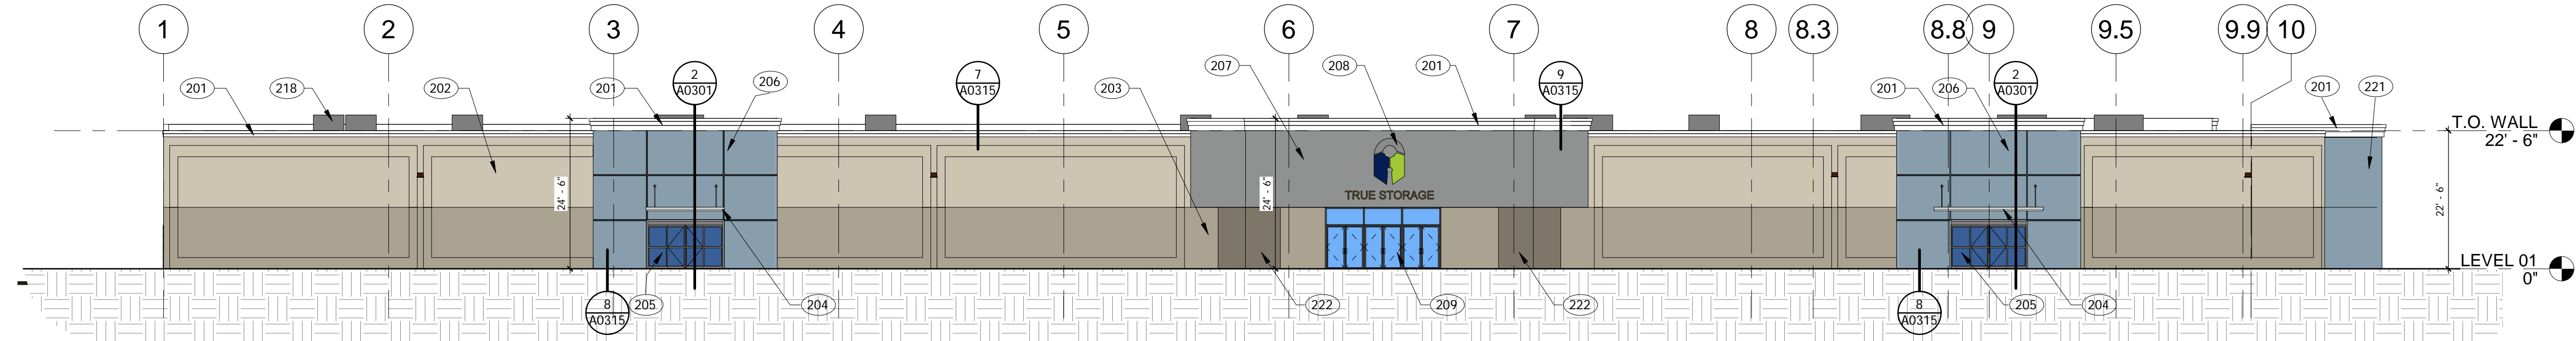 1 2 3 4 5 6 7 8 8.3 8.8 9 9.5 9.9 10
207 208 201
2
A0301
7
A0315
9
A0315
2
A0301
201 218 202 201 206 203 201 206 201 221
T.O. WALL
22' - 6"
24' - 6"
24' - 6"
22' - 6"
TRUE STORAGE
LEVEL 01
0"
8
A0315
205 204 222 209 222
8
A0315
205 204